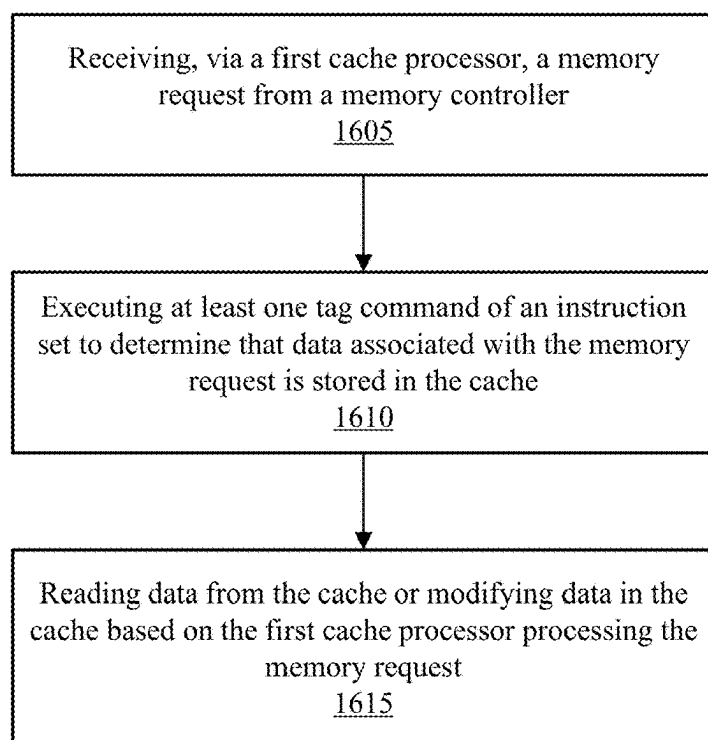 Receiving, via a first cache processor, a memory
request from a memory controller
1605
Executing at least one tag command of an instruction
set to determine that data associated with the memory
request is stored in the cache
1610
Reading data from the cache or modifying data in the
cache based on the first cache processor processing the
memory request
1615